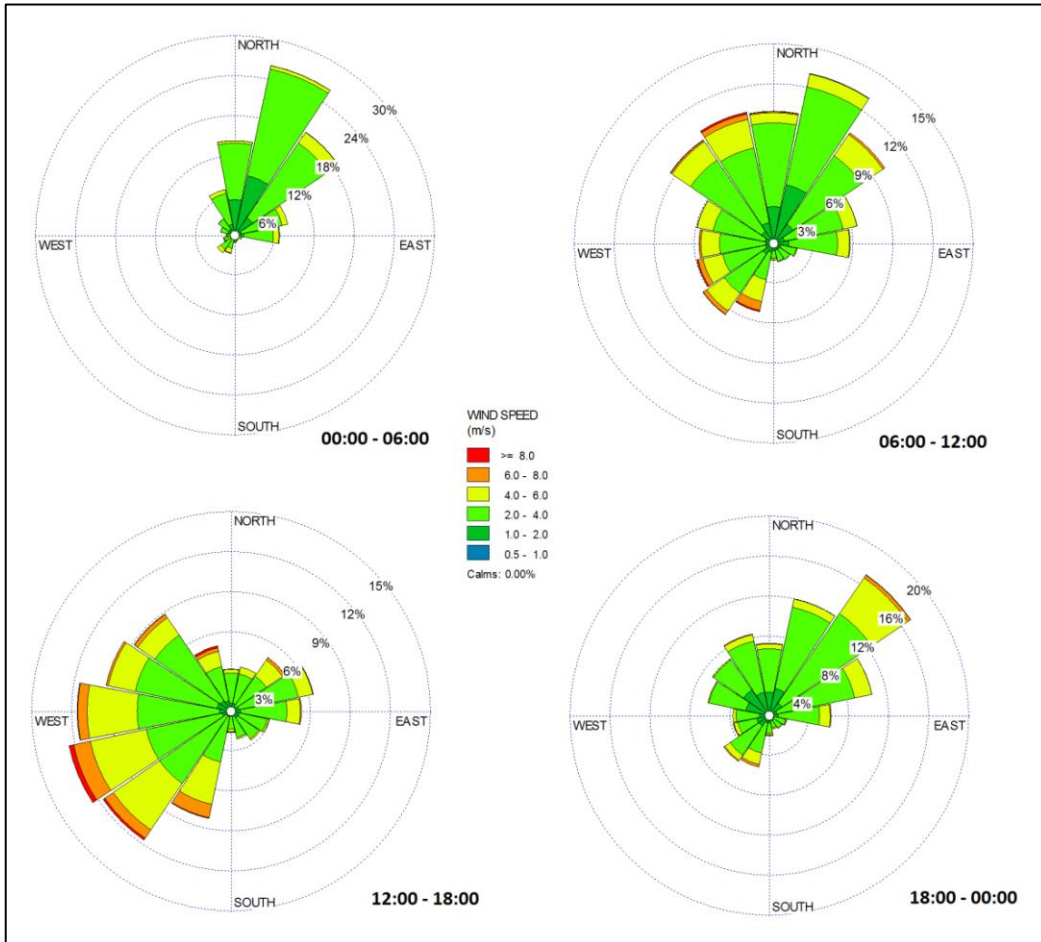 NORTH
30%
24%
18%
12%
6%
WEST
EAST
SOUTH
00:00 - 06:00
NORTH
15%
12%
9%
6%
3%
WEST
EAST
SOUTH
06:00 - 12:00
WIND SPEED
(m/s)
>= 8.0
6.0 - 8.0
4.0 - 6.0
2.0 - 4.0
1.0 - 2.0
0.5 - 1.0
Calms: 0.00%
NORTH
15%
12%
9%
6%
3%
WEST
EAST
SOUTH
12:00 - 18:00
NORTH
20%
16%
12%
8%
4%
WEST
EAST
SOUTH
18:00 - 00:00